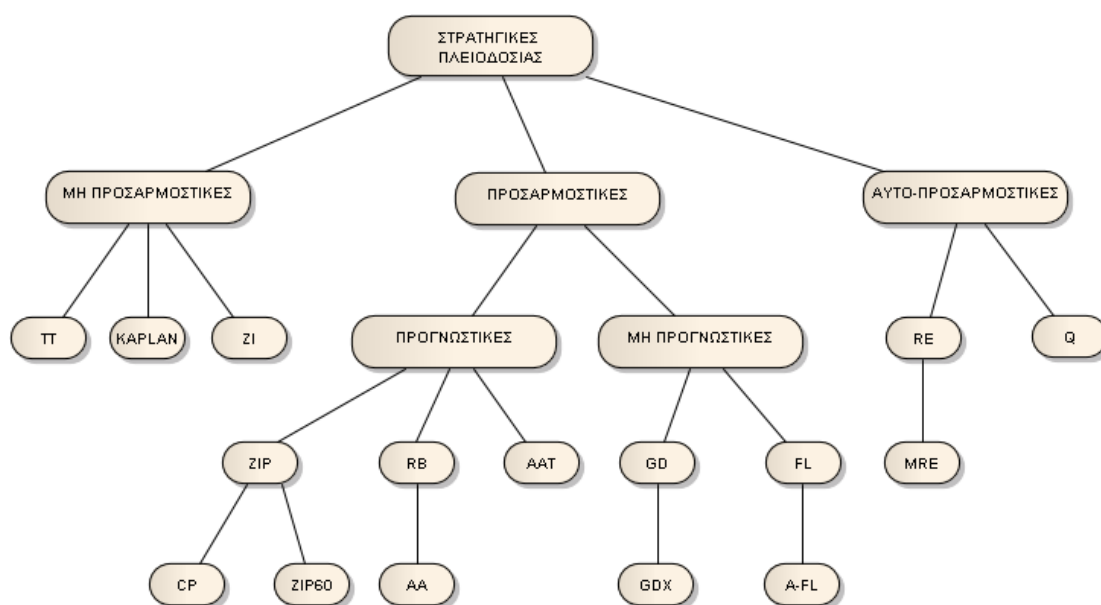 ΣΤΡΑΤΗΓΙΚΕΣ
ΠΛΕΙΟΔΟΣΙΑΣ
ΜΗ ΠΡΟΣΑΡΜΟΣΤΙΚΕΣ
ΠΡΟΣΑΡΜΟΣΤΙΚΕΣ
ΑΥΤΟ-ΠΡΟΣΑΡΜΟΣΤΙΚΕΣ
TT
KAPLAN
ZI
ΠΡΟΓΝΩΣΤΙΚΕΣ
ΜΗ ΠΡΟΓΝΩΣΤΙΚΕΣ
RE
Q
ZIP
RB
AAT
GD
FL
MRE
CP
ZIP60
AA
GDX
A-FL